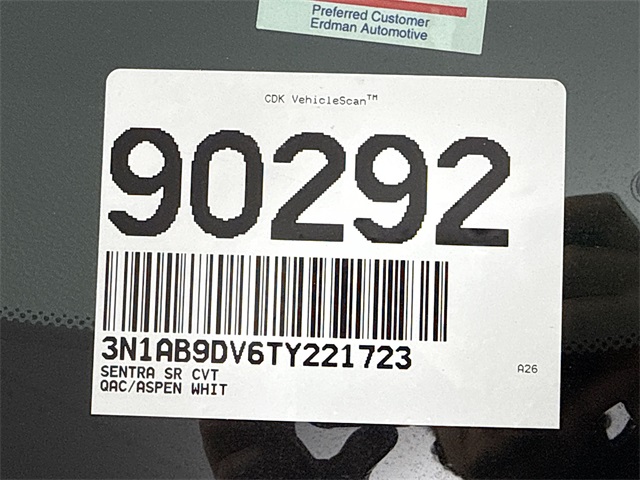 Preferred Customer
Erdman Automotive
CDK VehicleScan™
90292
3N1AB9DV6TY221723
SENTRA SR CVT
QAC/ASPEN WHIT
A26